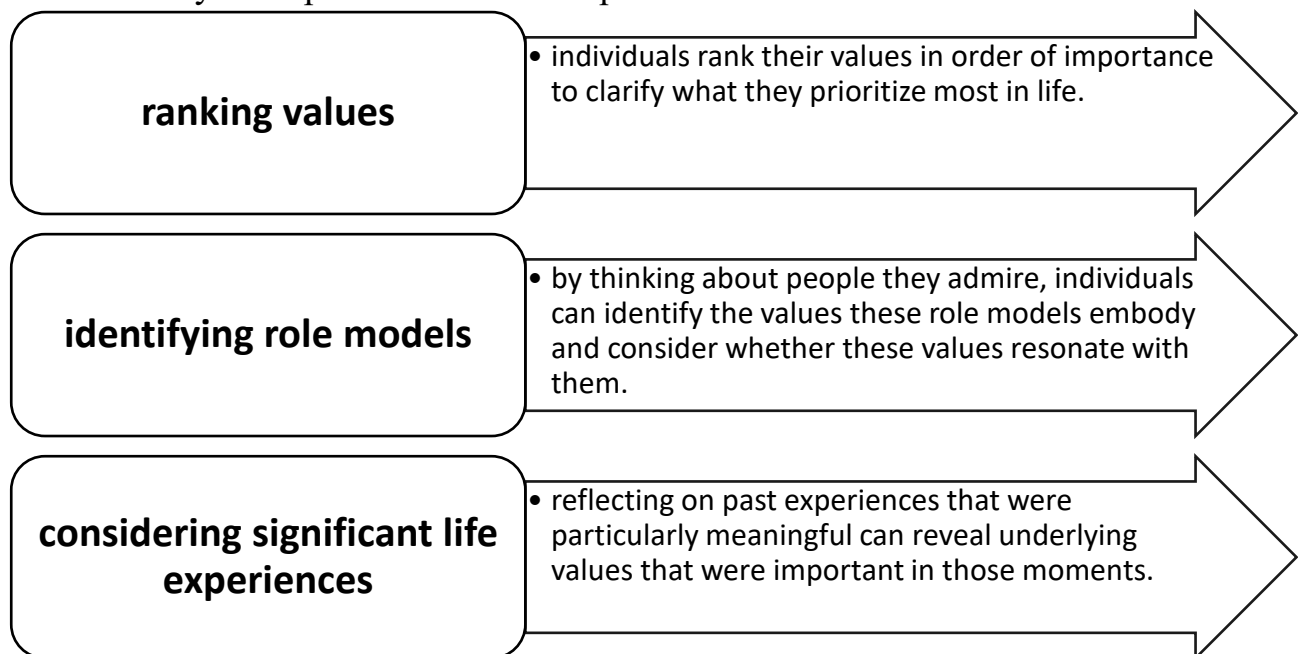 ranking values
• individuals rank their values in order of importance
to clarify what they prioritize most in life.
identifying role models
• by thinking about people they admire, individuals
can identify the values these role models embody
and consider whether these values resonate with
them.
considering significant life
experiences
• reflecting on past experiences that were
particularly meaningful can reveal underlying
values that were important in those moments.